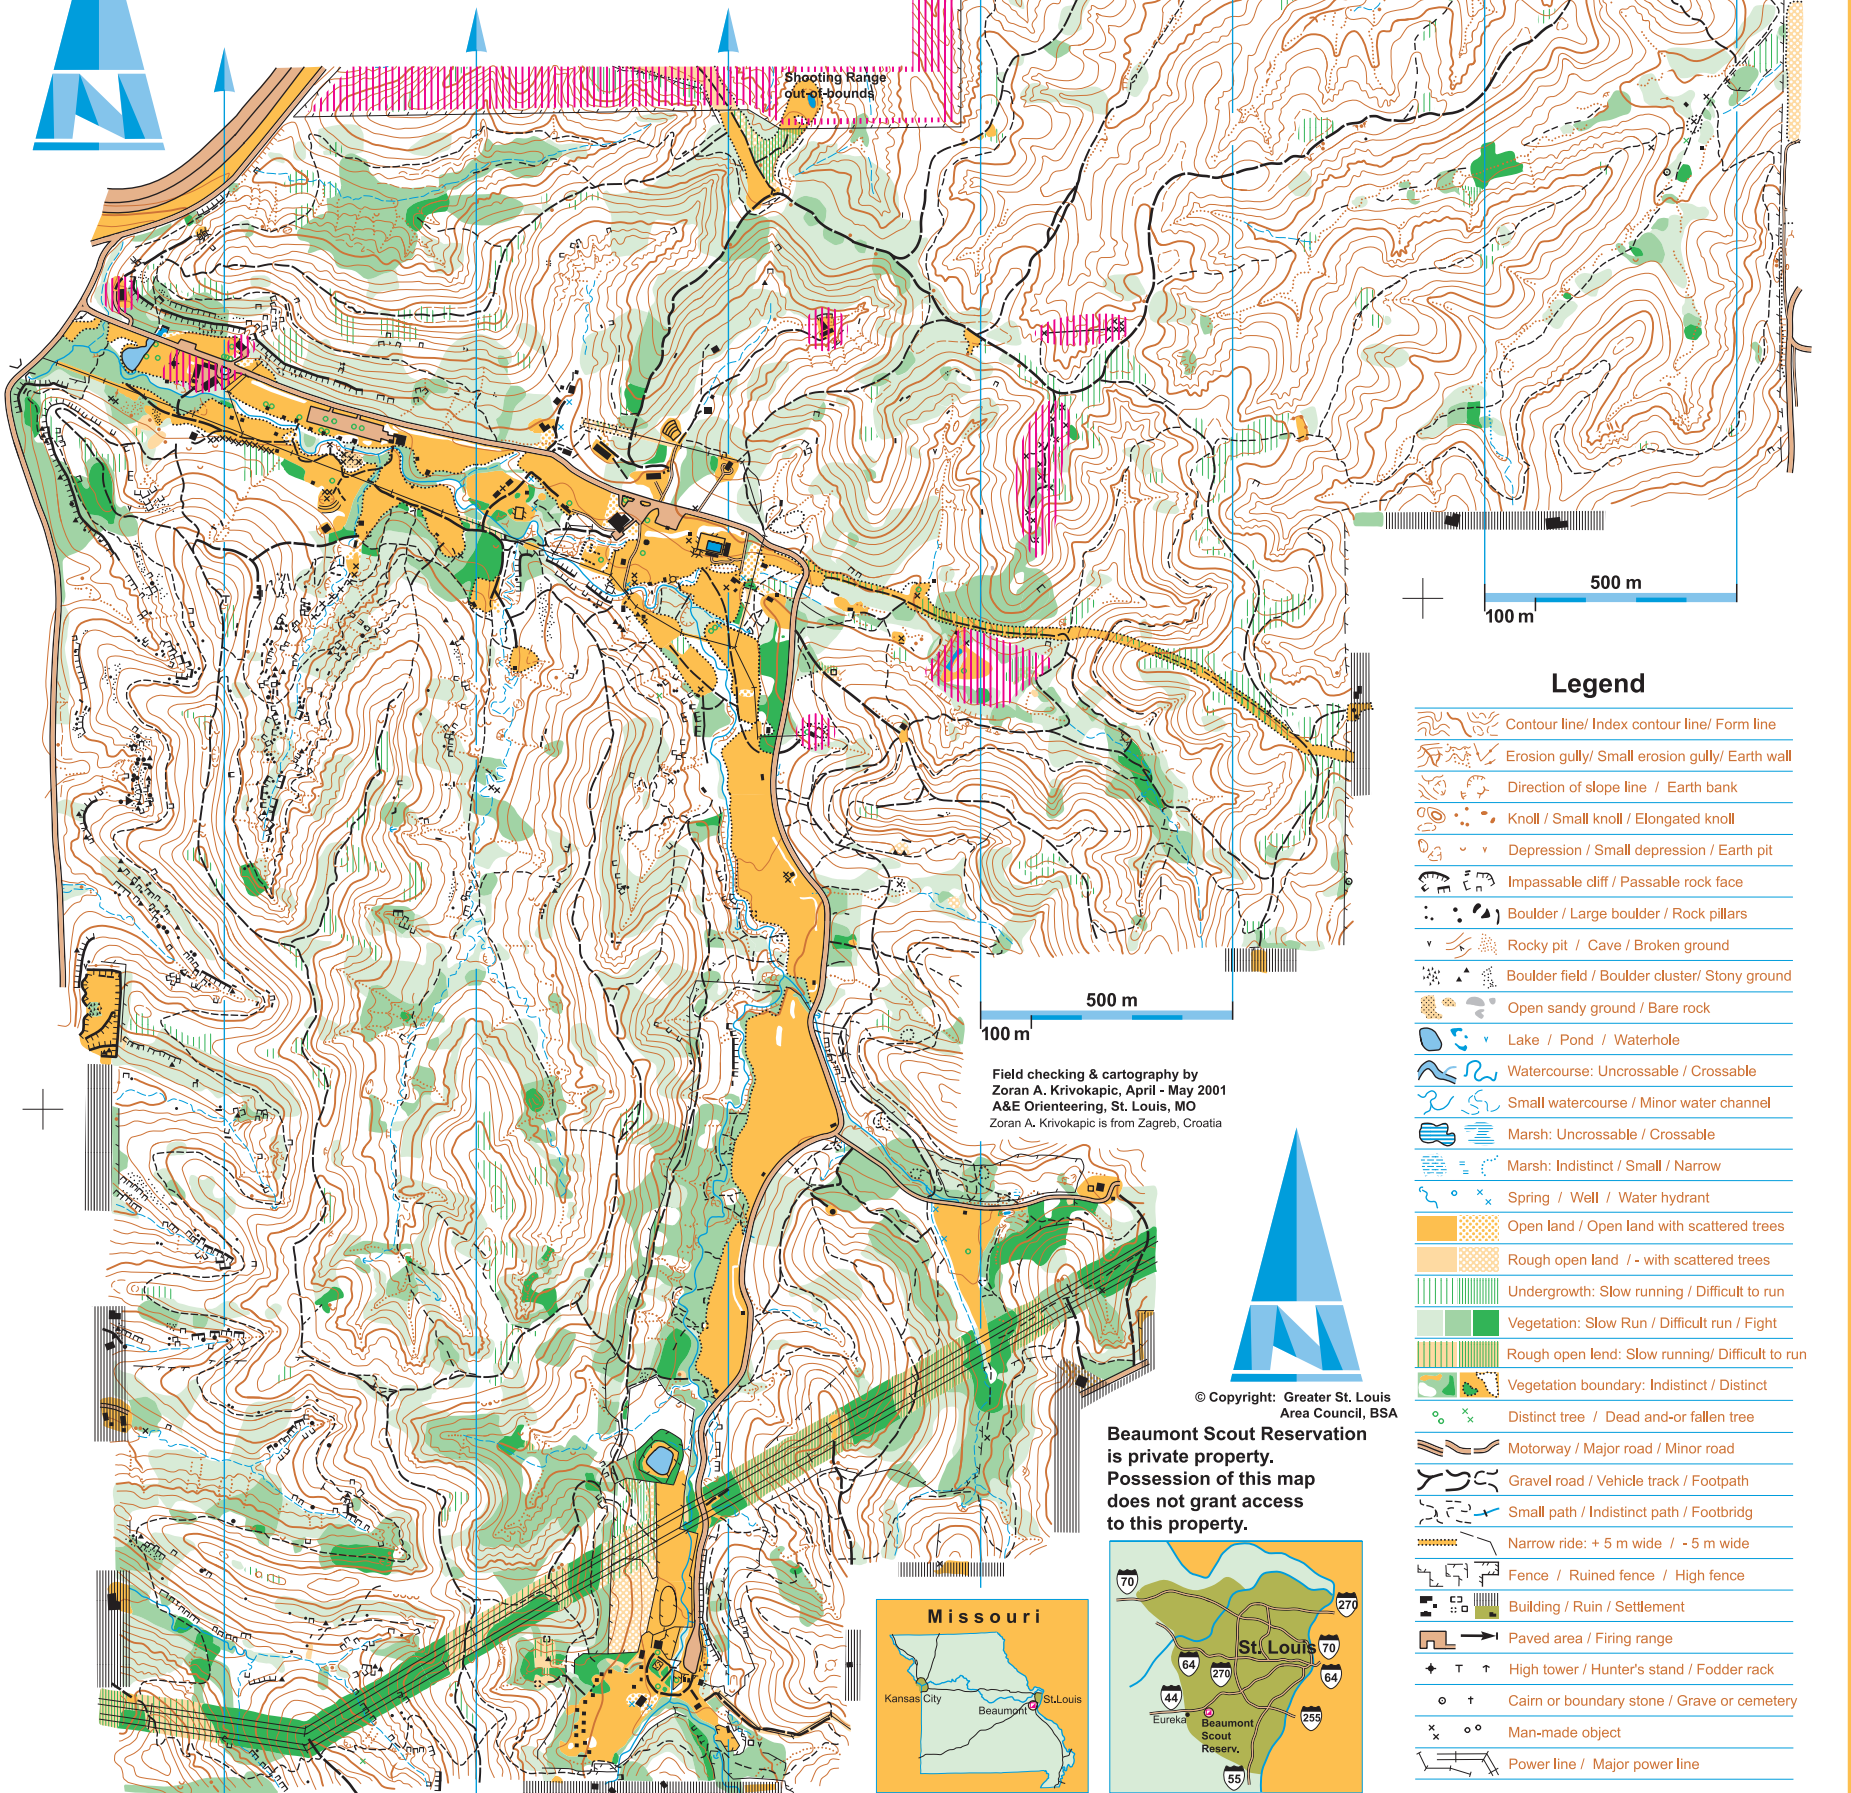 N
Shooting Range
out-of-bounds
500 m
100 m
Legend
Contour line/ Index contour line/ Form line
Erosion gully/ Small erosion gully/ Earth wall
Direction of slope line / Earth bank
Knoll / Small knoll / Elongated knoll
Depression / Small depression / Earth pit
Impassable cliff / Passable rock face
Boulder / Large boulder / Rock pillars
Rocky pit / Cave / Broken ground
Boulder field / Boulder cluster/ Stony ground
Open sandy ground / Bare rock
Lake / Pond / Waterhole
Watercourse: Uncrossable / Crossable
Small watercourse / Minor water channel
Marsh: Uncrossable / Crossable
Marsh: Indistinct / Small / Narrow
Spring / Well / Water hydrant
Open land / Open land with scattered trees
Rough open land / - with scattered trees
Undergrowth: Slow running / Difficult to run
Vegetation: Slow Run / Difficult run / Fight
Rough open lend: Slow running/ Difficult to run
Vegetation boundary: Indistinct / Distinct
Distinct tree / Dead and-or fallen tree
Motorway / Major road / Minor road
Gravel road / Vehicle track / Footpath
Small path / Indistinct path / Footbridg
Narrow ride: + 5 m wide / - 5 m wide
Fence / Ruined fence / High fence
Building / Ruin / Settlement
Paved area / Firing range
High tower / Hunter's stand / Fodder rack
Cairn or boundary stone / Grave or cemetery
Man-made object
Power line / Major power line
500 m
100 m
Field checking & cartography by
Zoran A. Krivokapic, April - May 2001
A&E Orienteering, St. Louis, MO
Zoran A. Krivokapic is from Zagreb, Croatia
N
© Copyright: Greater St. Louis
Area Council, BSA
Beaumont Scout Reservation
is private property.
Possession of this map
does not grant access
to this property.
Missouri
Kansas City
St.Louis
Beaumont
70
270
St. Louis
70
64
270
64
44
Eureka
255
Beaumont
Scout
Reserv.
55